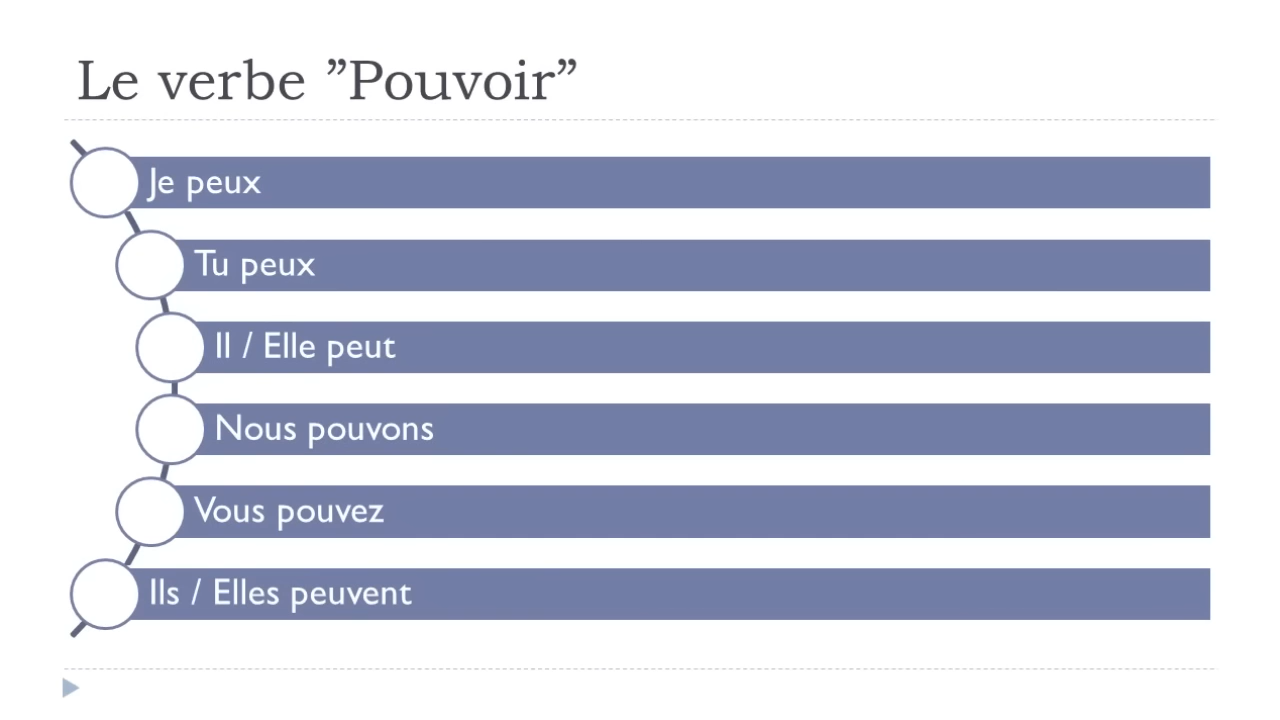 Le verbe ”Pouvoir”
Je peux
Tu peux
Il / Elle peut
Nous pouvons
Vous pouvez
Ils / Elles peuvent